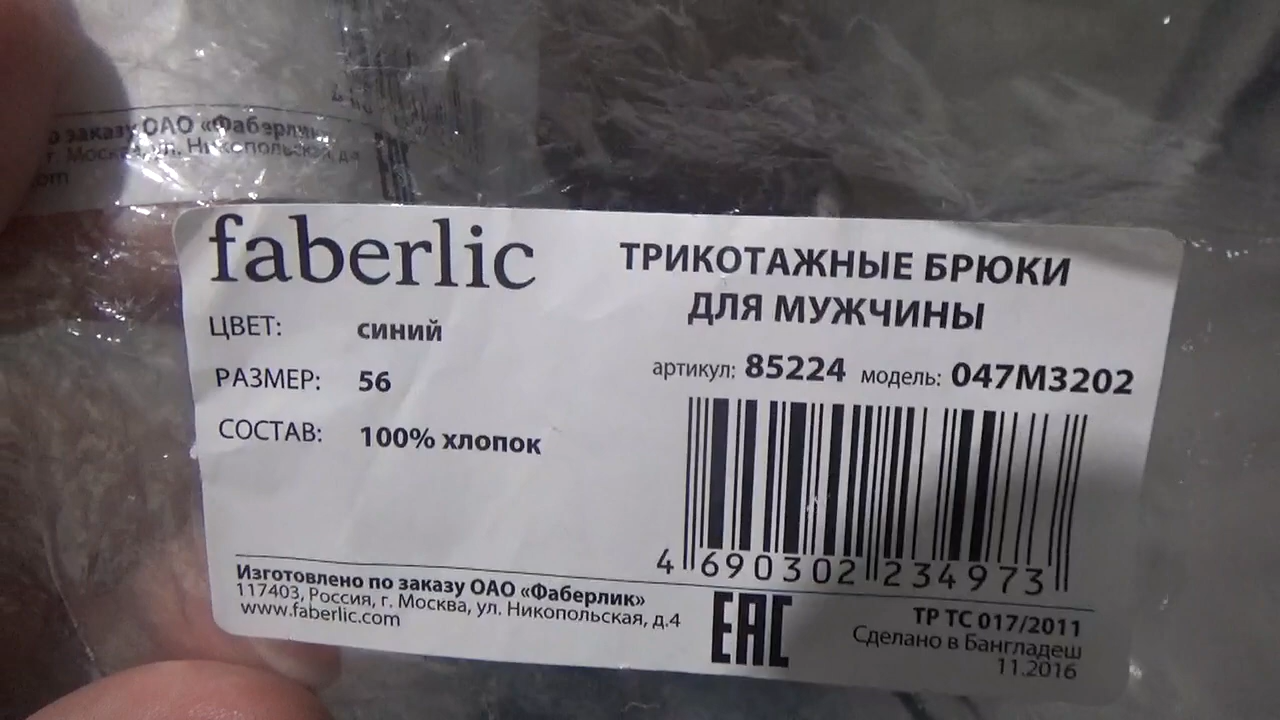 заказу ОАО «Фаберлик»
г. Москва, ул. Никопольская, д.
com
faberlic
ТРИКОТАЖНЫЕ БРЮКИ
ДЛЯ МУЖЧИНЫ
ЦВЕТ: синий
РАЗМЕР: 56
СОСТАВ: 100% хлопок
артикул: 85224 модель: 047M3202
4 690302 234973
Изготовлено по заказу ОАО «Фаберлик»
117403, Россия, г. Москва, ул. Никопольская, д.4
www.faberlic.com
EAC
ТР ТС 017/2011
Сделано в Бангладеш
11.2016